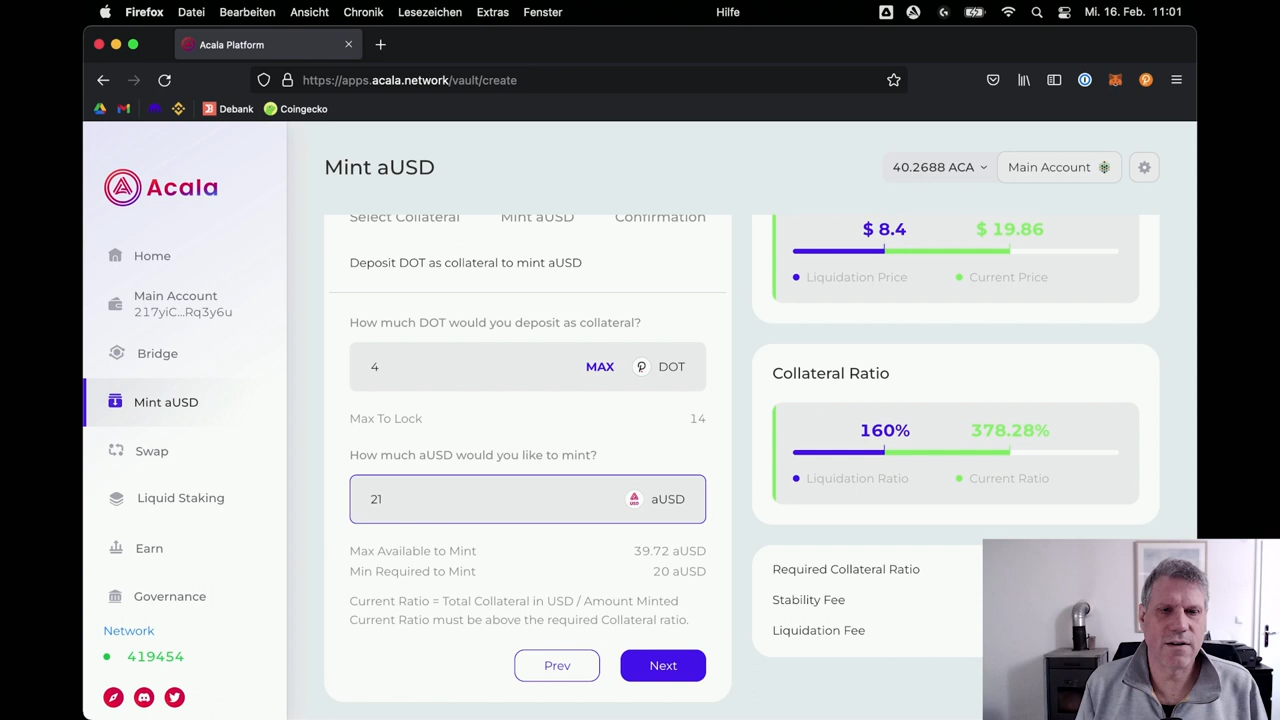 Firefox Datei Bearbeiten Ansicht Chronik Lesezeichen Extras Fenster Hilfe Mi. 16. Feb. 11:01
Acala Platform
https://apps.acala.network/vault/create
Debank Coingecko
Acala
Home
Main Account
217yiC...Rq3y6u
Bridge
Mint aUSD
Swap
Liquid Staking
Earn
Governance
Network
419454
Mint aUSD
40.2688 ACA Main Account
Select Collateral Mint aUSD Confirmation
Deposit DOT as collateral to mint aUSD
How much DOT would you deposit as collateral?
4 MAX DOT
Max To Lock 14
How much aUSD would you like to mint?
21 aUSD
Max Available to Mint 39.72 aUSD
Min Required to Mint 20 aUSD
Current Ratio = Total Collateral in USD / Amount Minted
Current Ratio must be above the required Collateral ratio.
Prev Next
$ 8.4 $ 19.86
Liquidation Price Current Price
Collateral Ratio
160% 378.28%
Liquidation Ratio Current Ratio
Required Collateral Ratio
Stability Fee
Liquidation Fee